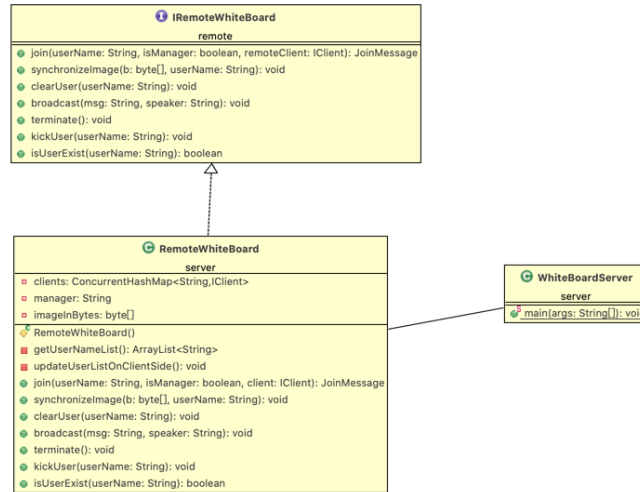 IRemoteWhiteBoard
remote
join(userName: String, isManager: boolean, remoteClient: IClient): JoinMessage
synchronizeImage(b: byte[], userName: String): void
clearUser(userName: String): void
broadcast(msg: String, speaker: String): void
terminate(): void
kickUser(userName: String): void
isUserExist(userName: String): boolean
RemoteWhiteBoard
server
clients: ConcurrentHashMap<String,IClient>
manager: String
imageInBytes: byte[]
RemoteWhiteBoard()
getUserNameList(): ArrayList<String>
updateUserListOnClientSide(): void
join(userName: String, isManager: boolean, client: IClient): JoinMessage
synchronizeImage(b: byte[], userName: String): void
clearUser(userName: String): void
broadcast(msg: String, speaker: String): void
terminate(): void
kickUser(userName: String): void
isUserExist(userName: String): boolean
WhiteBoardServer
server
main(args: String[]): void